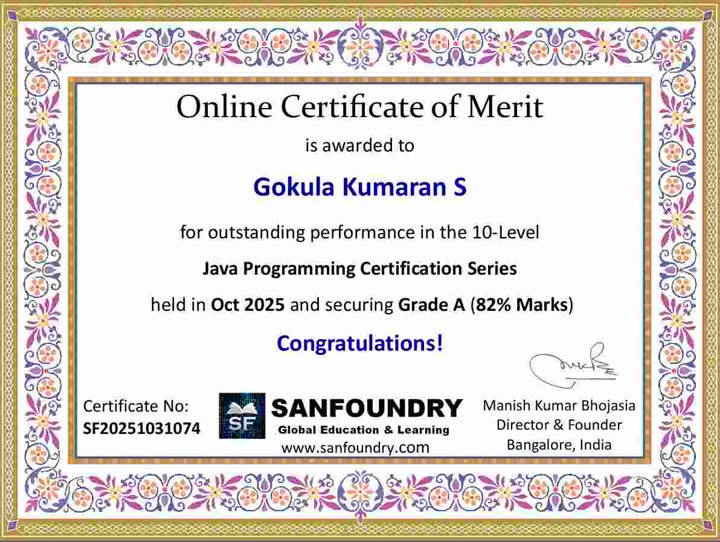 Online Certificate of Merit
is awarded to
Gokula Kumaran S
for outstanding performance in the 10-Level
Java Programming Certification Series
held in Oct 2025 and securing Grade A (82% Marks)
Congratulations!
Certificate No:
SF20251031074
SF
SANFOUNDRY
Global Education & Learning
www.sanfoundry.com
Manish Kumar Bhojasia
Director & Founder
Bangalore, India